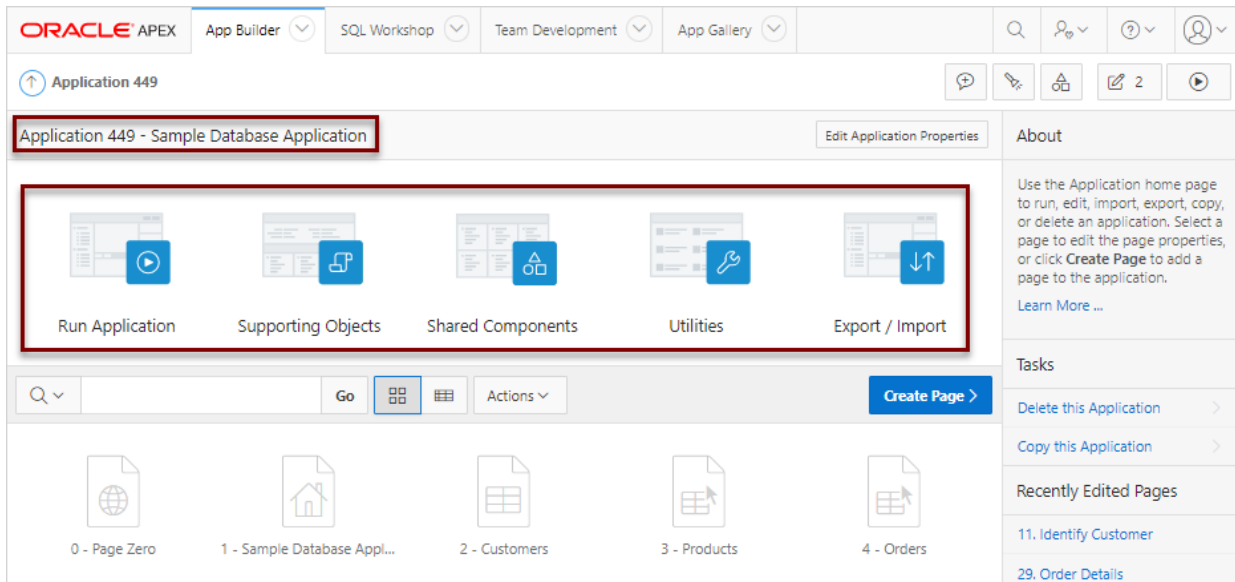 ORACLE® APEX App Builder SQL Workshop Team Development App Gallery
Application 449 2
Application 449 - Sample Database Application Edit Application Properties
Run Application Supporting Objects Shared Components Utilities Export / Import
Go Actions Create Page
0 - Page Zero 1 - Sample Database Appl... 2 - Customers 3 - Products 4 - Orders
About
Use the Application home page
to run, edit, import, export, copy,
or delete an application. Select a
page to edit the page properties,
or click Create Page to add a
page to the application.
Learn More ...
Tasks
Delete this Application
Copy this Application
Recently Edited Pages
11. Identify Customer
29. Order Details